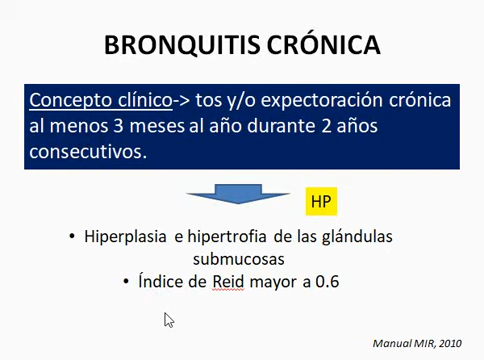 BRONQUITIS CRÓNICA
Concepto clínico-> tos y/o expectoración crónica
al menos 3 meses al año durante 2 años
consecutivos.
HP
• Hiperplasia e hipertrofia de las glándulas
submucosas
• Índice de Reid mayor a 0.6
Manual MIR, 2010